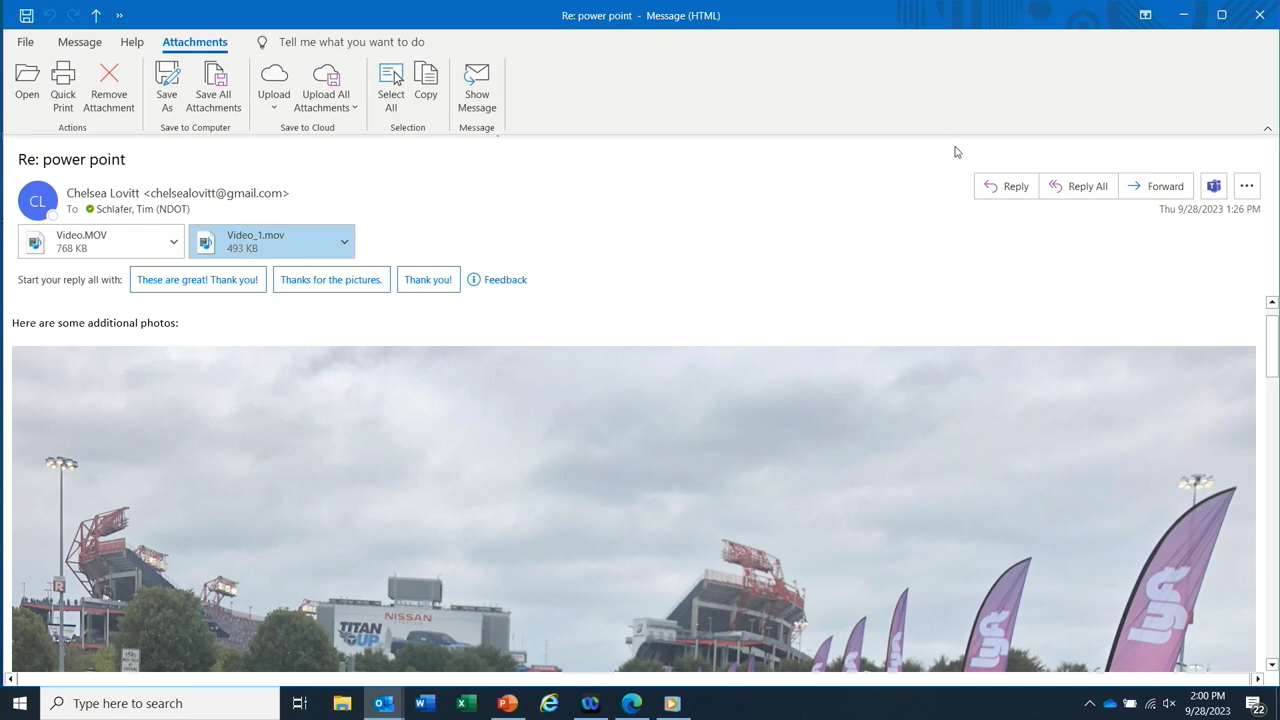 Re: power point - Message (HTML)
File Message Help Attachments Tell me what you want to do
Open Quick Print Remove Attachment Save As Save All Attachments Upload Upload All Attachments Select All Copy Show Message
Actions Save to Computer Save to Cloud Selection Message
Re: power point
CL
Chelsea Lovitt <chelsealovitt@gmail.com>
To Schlafer, Tim (NDOT)
Reply Reply All Forward
Thu 9/28/2023 1:26 PM
Video.MOV
768 KB
Video_1.mov
493 KB
Start your reply all with: These are great! Thank you! Thanks for the pictures. Thank you! Feedback
Here are some additional photos:
NISSAN
TITAN
UP
R
Type here to search
2:00 PM
9/28/2023
22